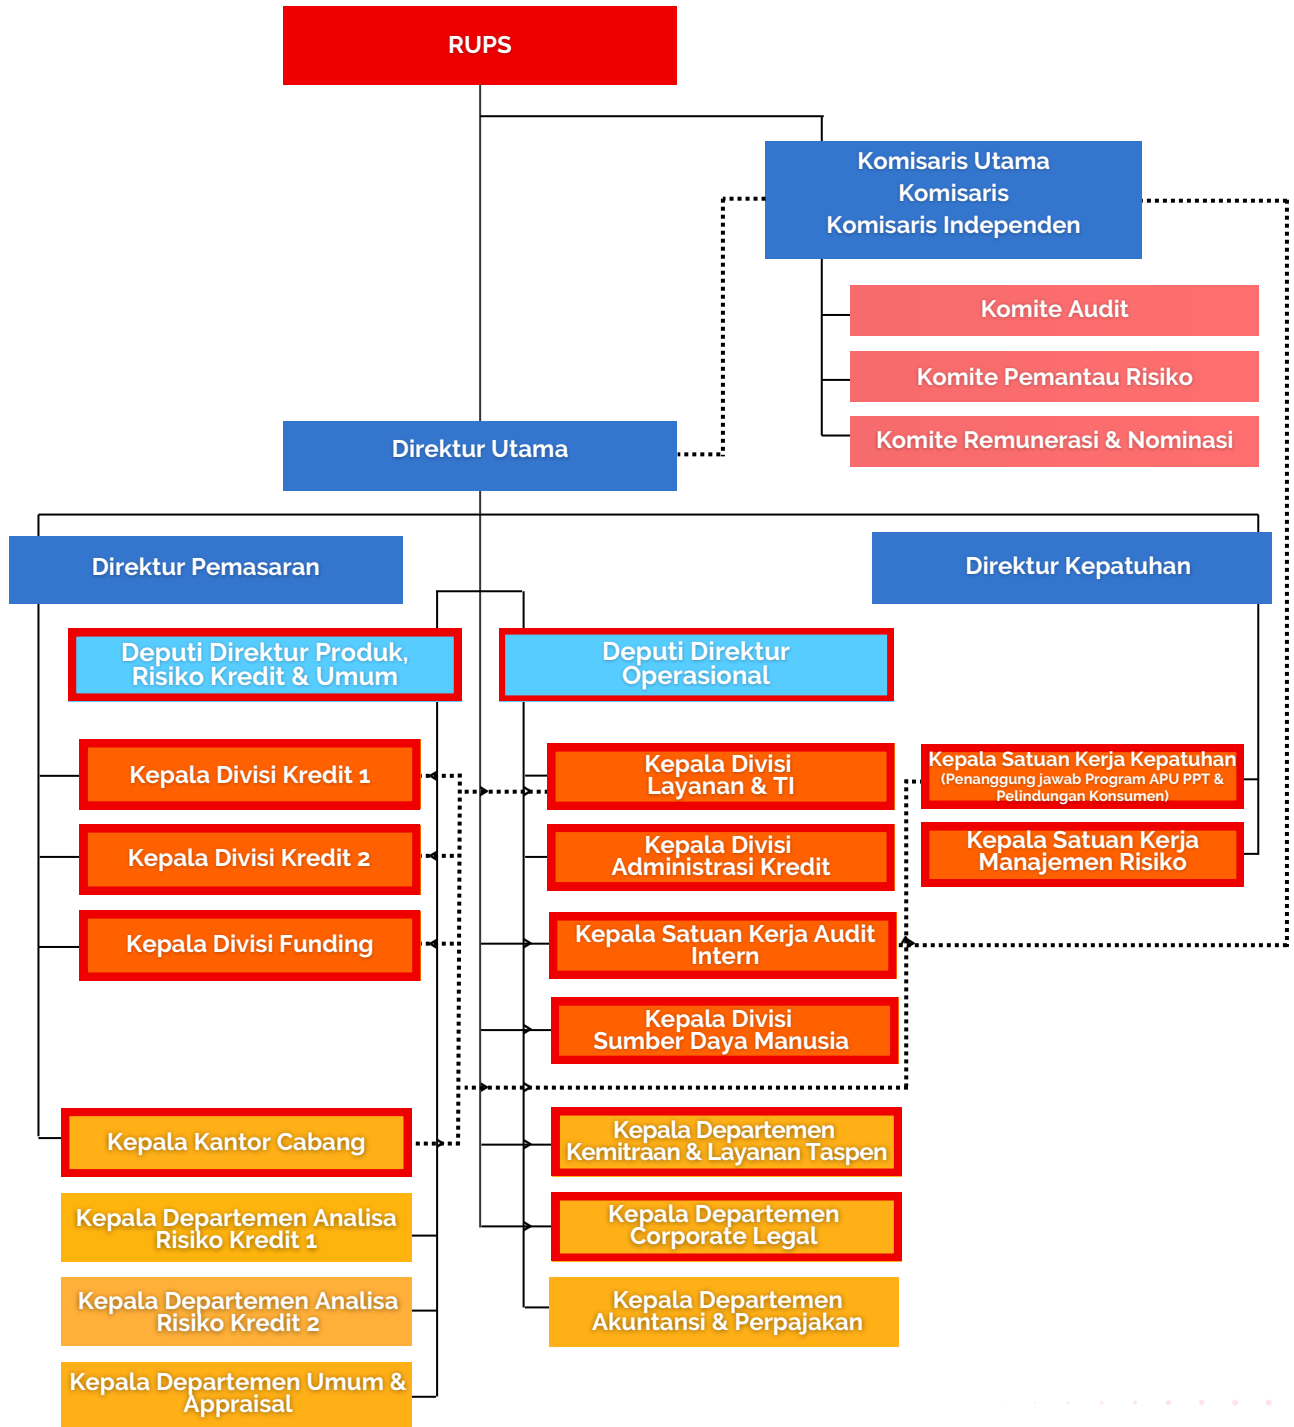 RUPS
Komisaris Utama
Komisaris
Komisaris Independen
Komite Audit
Komite Pemantau Risiko
Komite Remunerasi & Nominasi
Direktur Utama
Direktur Pemasaran
Direktur Kepatuhan
Deputi Direktur Produk,
Risiko Kredit & Umum
Deputi Direktur
Operasional
Kepala Divisi Kredit 1
Kepala Divisi Kredit 2
Kepala Divisi Funding
Kepala Kantor Cabang
Kepala Departemen Analisa
Risiko Kredit 1
Kepala Departemen Analisa
Risiko Kredit 2
Kepala Departemen Umum &
Appraisal
Kepala Divisi
Layanan & TI
Kepala Divisi
Administrasi Kredit
Kepala Satuan Kerja Audit
Intern
Kepala Divisi
Sumber Daya Manusia
Kepala Departemen
Kemitraan & Layanan Taspen
Kepala Departemen
Corporate Legal
Kepala Departemen
Akuntansi & Perpajakan
Kepala Satuan Kerja Kepatuhan
(Penanggung jawab Program APU PPT &
Pelindungan Konsumen)
Kepala Satuan Kerja
Manajemen Risiko